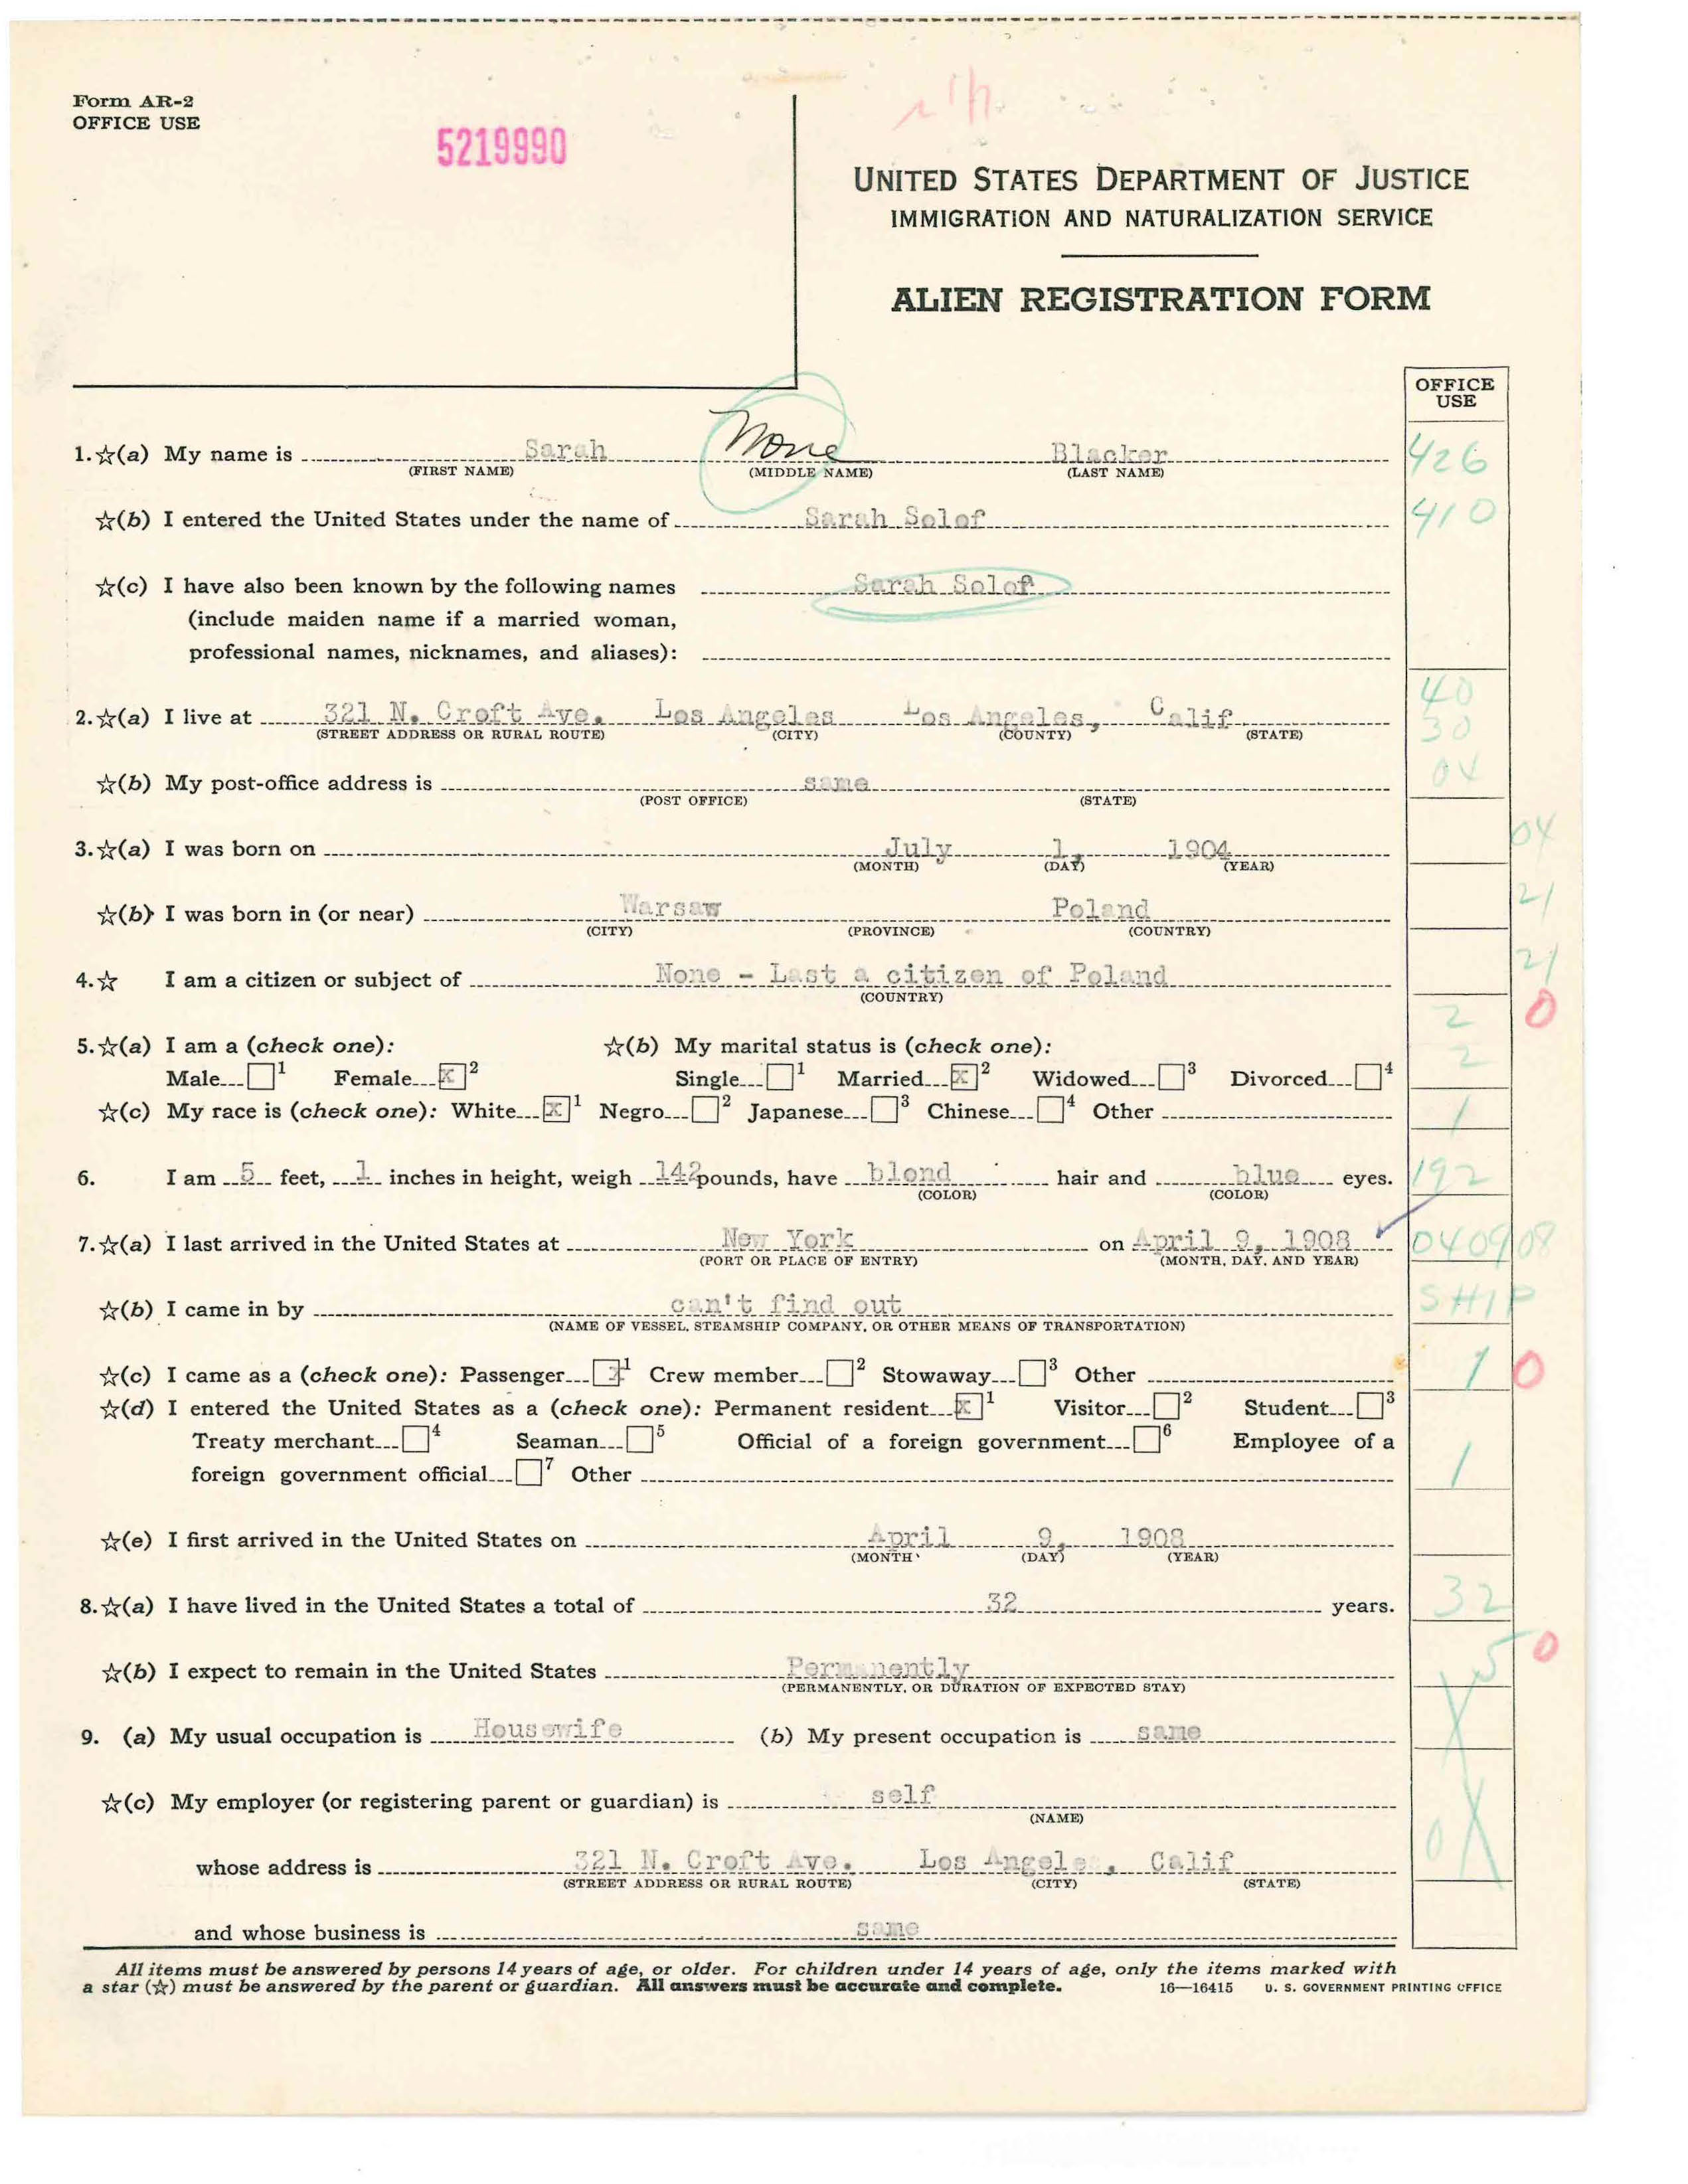 Form AR-2
OFFICE USE
5219990
UNITED STATES DEPARTMENT OF JUSTICE
IMMIGRATION AND NATURALIZATION SERVICE
ALIEN REGISTRATION FORM
OFFICE
USE
1.☆(a) My name is Sarah None Blacker 426
(FIRST NAME) (MIDDLE NAME) (LAST NAME)
☆(b) I entered the United States under the name of Sarah Solof 410
☆(c) I have also been known by the following names Sarah Solof
(include maiden name if a married woman,
professional names, nicknames, and aliases):
40
2.☆(a) I live at 321 N. Croft Ave. Los Angeles Los Angeles, Calif 30
(STREET ADDRESS OR RURAL ROUTE) (CITY) (COUNTY) (STATE)
☆(b) My post-office address is same 04
(POST OFFICE) (STATE)
3.☆(a) I was born on July 1, 1904 04
(MONTH) (DAY) (YEAR)
☆(b) I was born in (or near) Warsaw Poland 21
(CITY) (PROVINCE) (COUNTRY)
4.☆ I am a citizen or subject of None - Last a citizen of Poland 21
(COUNTRY) 0
2
5.☆(a) I am a (check one): ☆(b) My marital status is (check one): 2
Male ☐1 Female ☒2 Single ☐1 Married ☒2 Widowed ☐3 Divorced ☐4
☆(c) My race is (check one): White ☒1 Negro ☐2 Japanese ☐3 Chinese ☐4 Other 1
6. I am 5 feet, 1 inches in height, weigh 142 pounds, have blond hair and blue eyes. 192
(COLOR) (COLOR)
7.☆(a) I last arrived in the United States at New York on April 9, 1908 040908
(PORT OR PLACE OF ENTRY) (MONTH, DAY, AND YEAR)
☆(b) I came in by can't find out SHIP
(NAME OF VESSEL, STEAMSHIP COMPANY, OR OTHER MEANS OF TRANSPORTATION)
☆(c) I came as a (check one): Passenger ☒1 Crew member ☐2 Stowaway ☐3 Other 1 0
☆(d) I entered the United States as a (check one): Permanent resident ☒1 Visitor ☐2 Student ☐3
Treaty merchant ☐4 Seaman ☐5 Official of a foreign government ☐6 Employee of a
foreign government official ☐7 Other 1
☆(e) I first arrived in the United States on April 9, 1908
(MONTH) (DAY) (YEAR)
8.☆(a) I have lived in the United States a total of 32 years. 32
☆(b) I expect to remain in the United States Permanently 5 0
(PERMANENTLY, OR DURATION OF EXPECTED STAY)
9. (a) My usual occupation is Housewife (b) My present occupation is same X
☆(c) My employer (or registering parent or guardian) is self
(NAME)
whose address is 321 N. Croft Ave. Los Angeles, Calif 0X
(STREET ADDRESS OR RURAL ROUTE) (CITY) (STATE)
and whose business is same
All items must be answered by persons 14 years of age, or older. For children under 14 years of age, only the items marked with
a star (☆) must be answered by the parent or guardian. All answers must be accurate and complete. 16—16415 U. S. GOVERNMENT PRINTING OFFICE